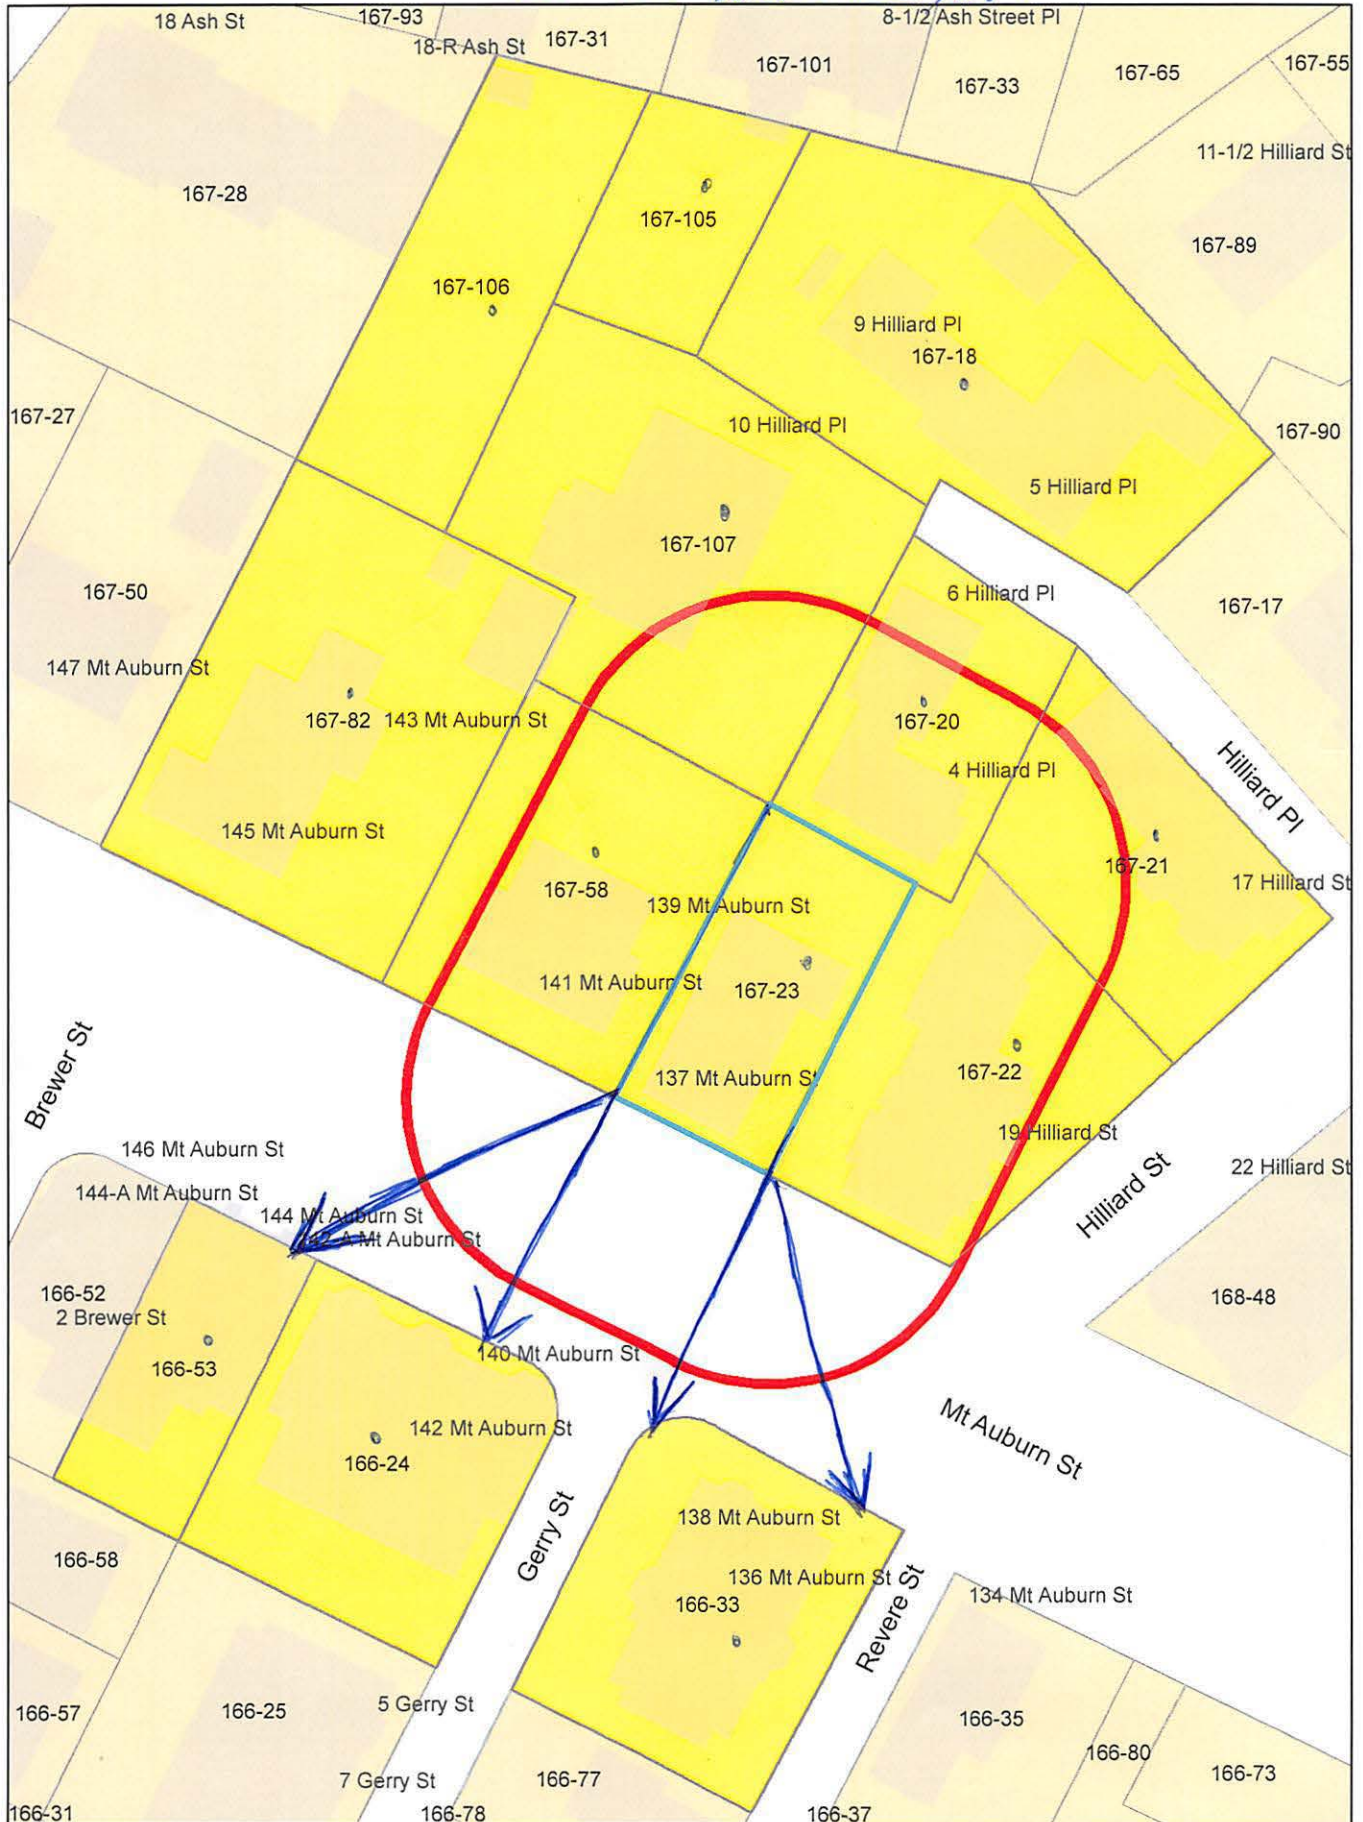 18 Ash St
167-93
8-1/2 Ash Street Pl
18-R Ash St
167-31
167-101
167-33
167-65
167-55
11-1/2 Hilliard St
167-28
167-105
167-89
167-106
9 Hilliard Pl
167-18
167-27
10 Hilliard Pl
167-90
5 Hilliard Pl
167-107
167-50
6 Hilliard Pl
167-17
147 Mt Auburn St
167-82
143 Mt Auburn St
167-20
4 Hilliard Pl
Hilliard Pl
145 Mt Auburn St
167-58
139 Mt Auburn St
167-21
17 Hilliard St
141 Mt Auburn St
167-23
Brewer St
137 Mt Auburn St
167-22
19 Hilliard St
146 Mt Auburn St
22 Hilliard St
144-A Mt Auburn St
Hilliard St
144 Mt Auburn St
142-A Mt Auburn St
166-52
2 Brewer St
168-48
166-53
140 Mt Auburn St
142 Mt Auburn St
166-24
Mt Auburn St
138 Mt Auburn St
Gerry St
166-58
136 Mt Auburn St
166-33
Revere St
134 Mt Auburn St
166-57
166-25
5 Gerry St
166-35
166-80
166-73
7 Gerry St
166-77
166-31
166-78
166-37